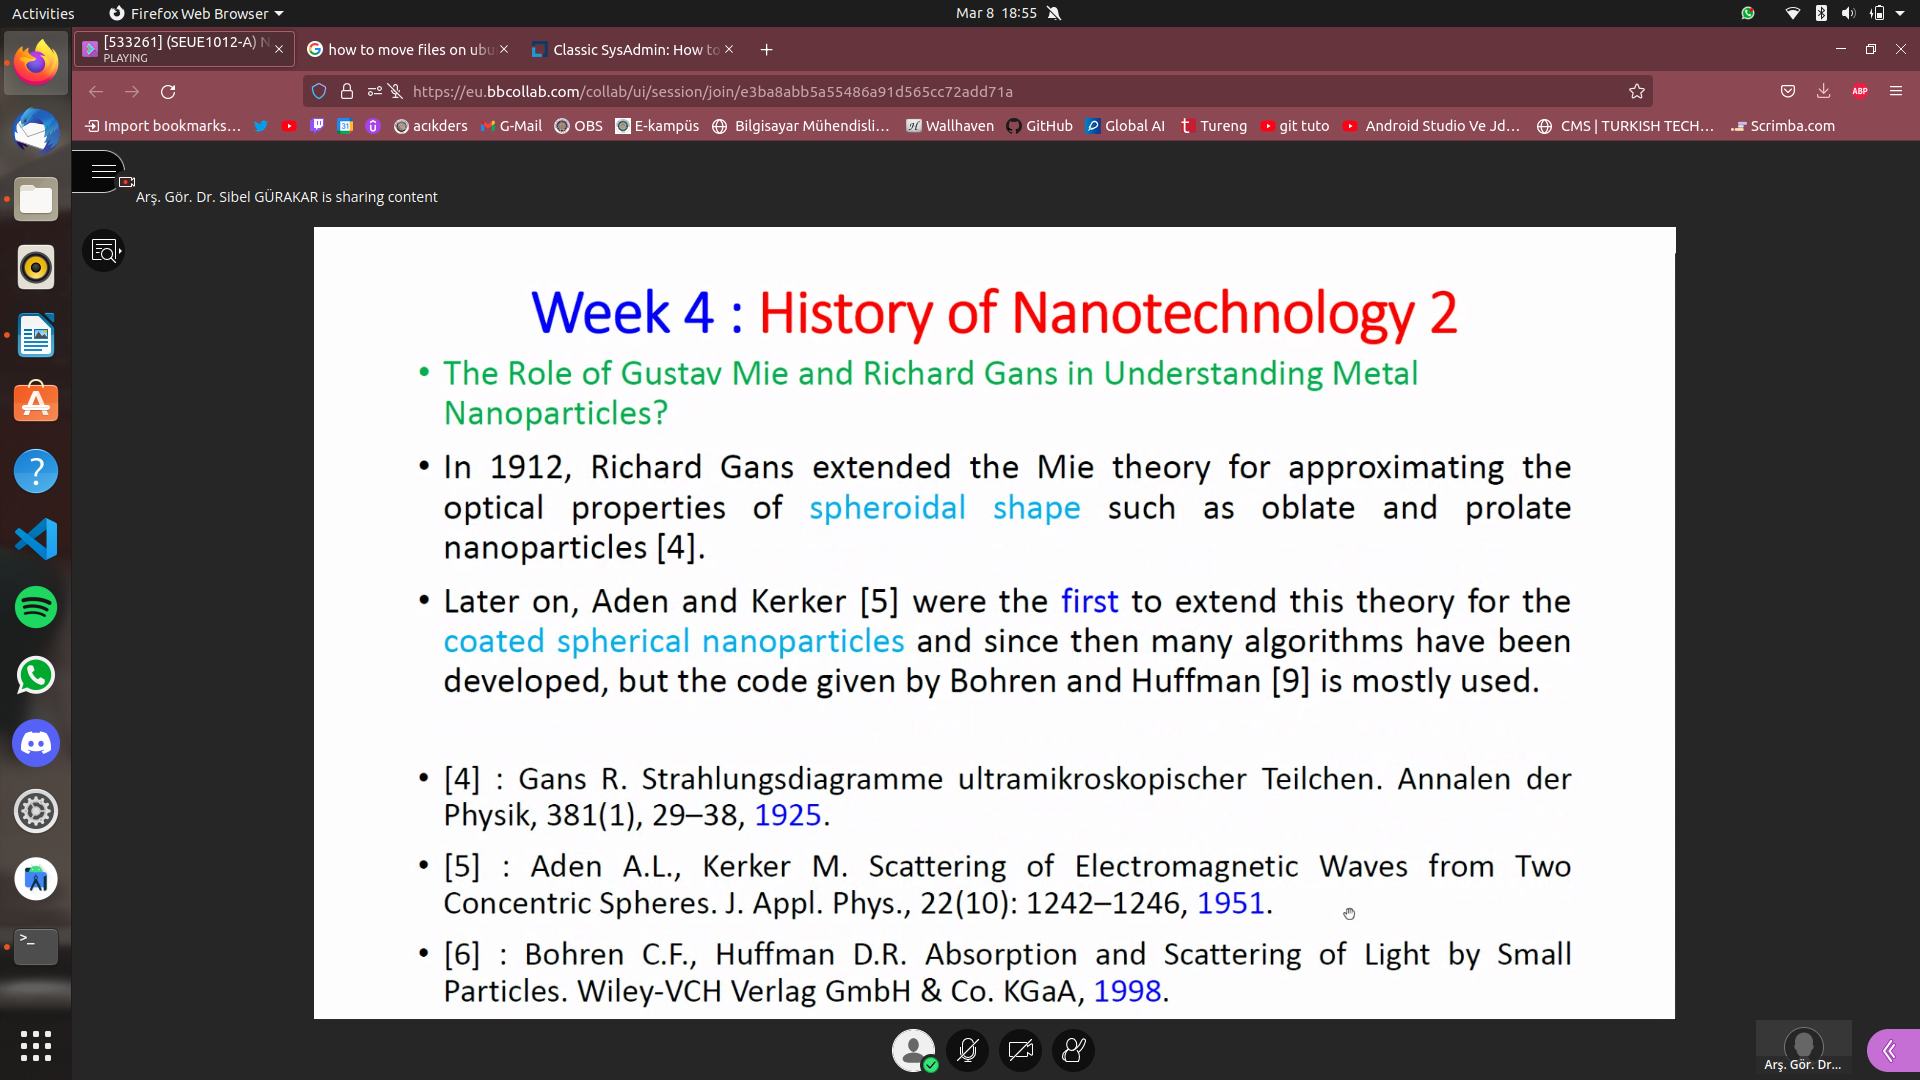 Activities
Firefox Web Browser
Mar 8 18:55
[533261] (SEUE1012-A) N
PLAYING
how to move files on ubu
Classic SysAdmin: How to
https://eu.bbcollab.com/collab/ui/session/join/e3ba8abb5a55486a91d565cc72add71a
ABP
Import bookmarks...
acıkders
G-Mail
OBS
E-kampüs
Bilgisayar Mühendisli...
Wallhaven
GitHub
Global AI
Tureng
git tuto
Android Studio Ve Jd...
CMS | TURKISH TECH...
Scrimba.com
Arş. Gör. Dr. Sibel GÜRAKAR is sharing content
Week 4 : History of Nanotechnology 2
• The Role of Gustav Mie and Richard Gans in Understanding Metal
Nanoparticles?
• In 1912, Richard Gans extended the Mie theory for approximating the
optical properties of spheroidal shape such as oblate and prolate
nanoparticles [4].
• Later on, Aden and Kerker [5] were the first to extend this theory for the
coated spherical nanoparticles and since then many algorithms have been
developed, but the code given by Bohren and Huffman [9] is mostly used.
• [4] : Gans R. Strahlungsdiagramme ultramikroskopischer Teilchen. Annalen der
Physik, 381(1), 29–38, 1925.
• [5] : Aden A.L., Kerker M. Scattering of Electromagnetic Waves from Two
Concentric Spheres. J. Appl. Phys., 22(10): 1242–1246, 1951.
• [6] : Bohren C.F., Huffman D.R. Absorption and Scattering of Light by Small
Particles. Wiley-VCH Verlag GmbH & Co. KGaA, 1998.
Arş. Gör. Dr...